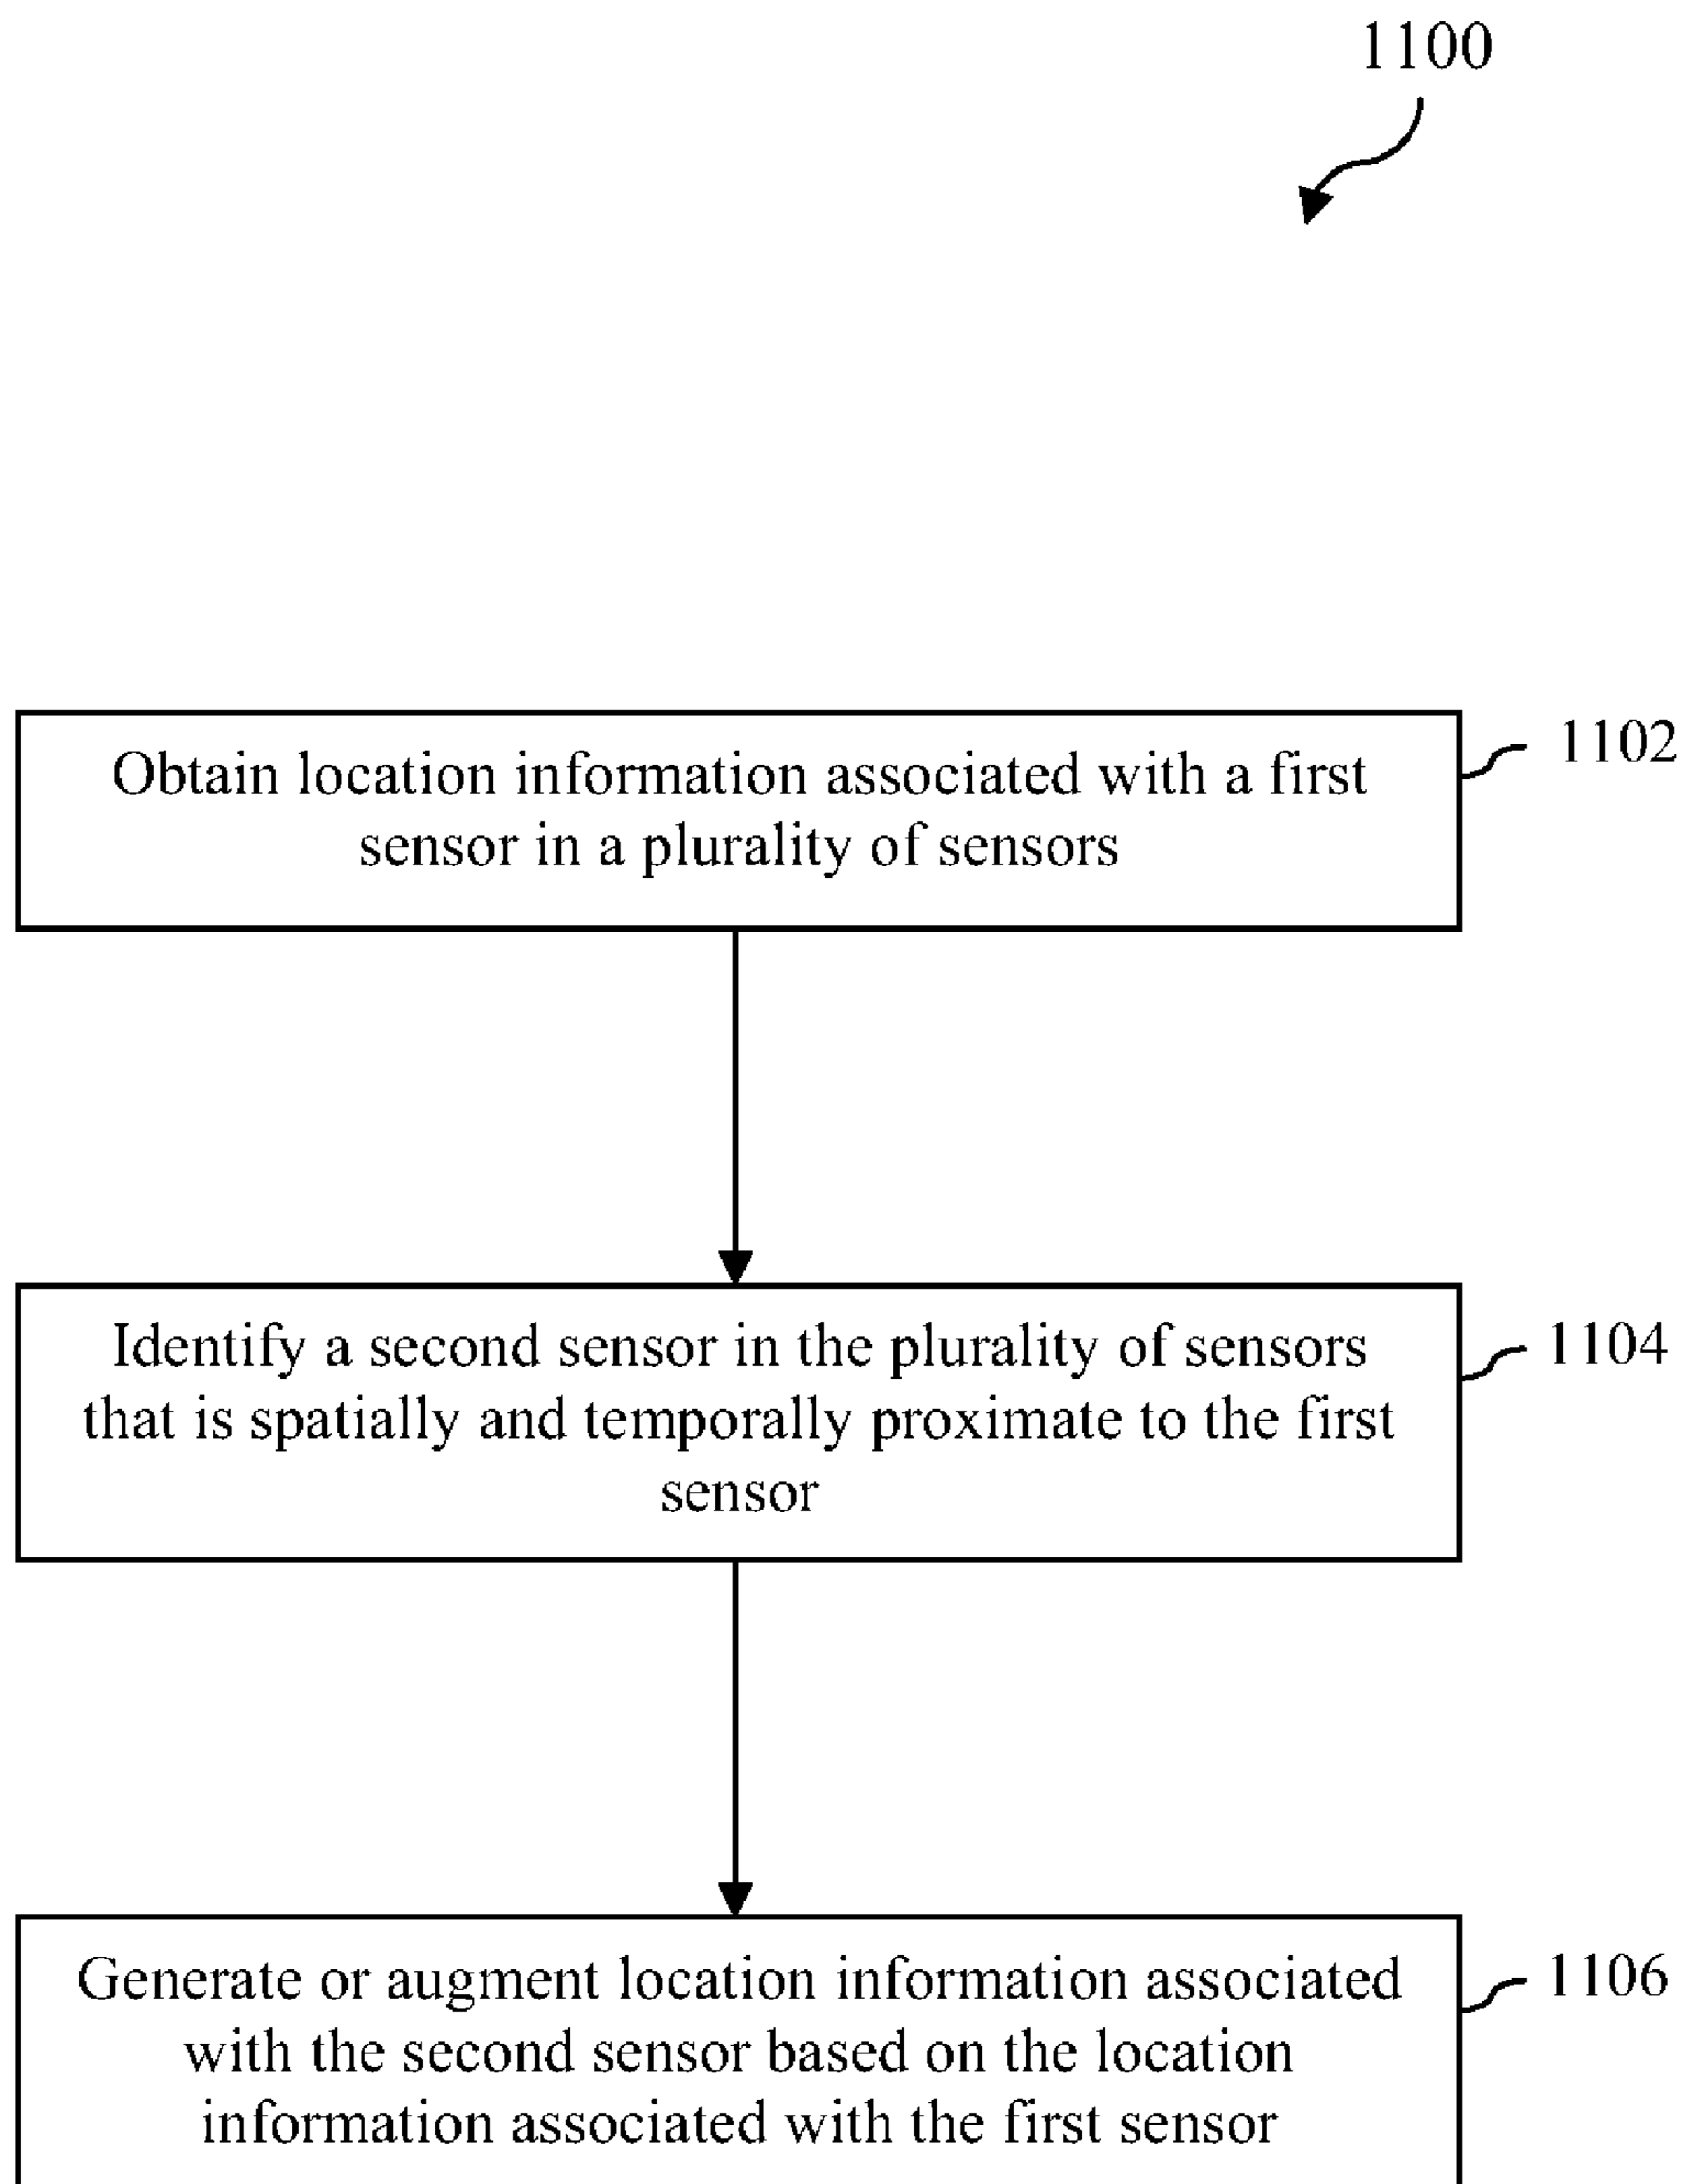 1100
Obtain location information associated with a first
sensor in a plurality of sensors
1102
Identify a second sensor in the plurality of sensors
that is spatially and temporally proximate to the first
sensor
1104
Generate or augment location information associated
with the second sensor based on the location
information associated with the first sensor
1106